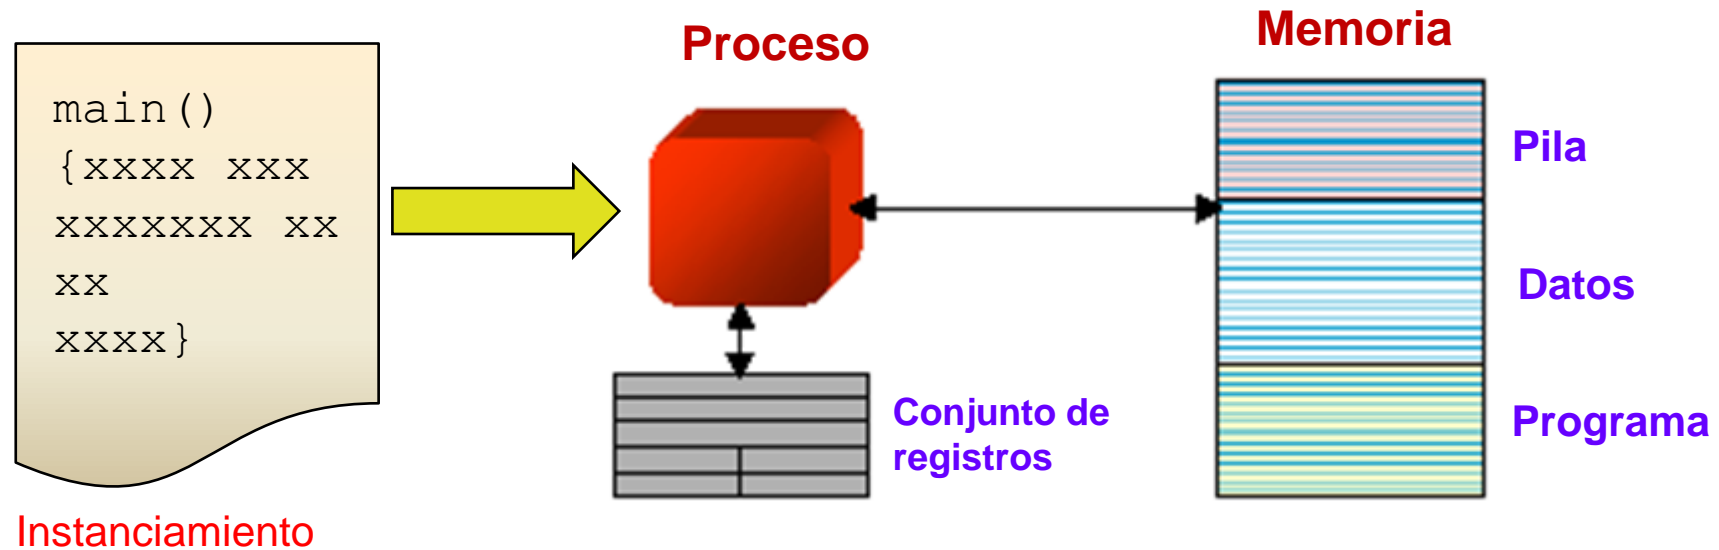 main()
{xxxx xxx
xxxxxxx xx
xx
xxxx}
Instanciamiento
Proceso
Conjunto de
registros
Memoria
Pila
Datos
Programa